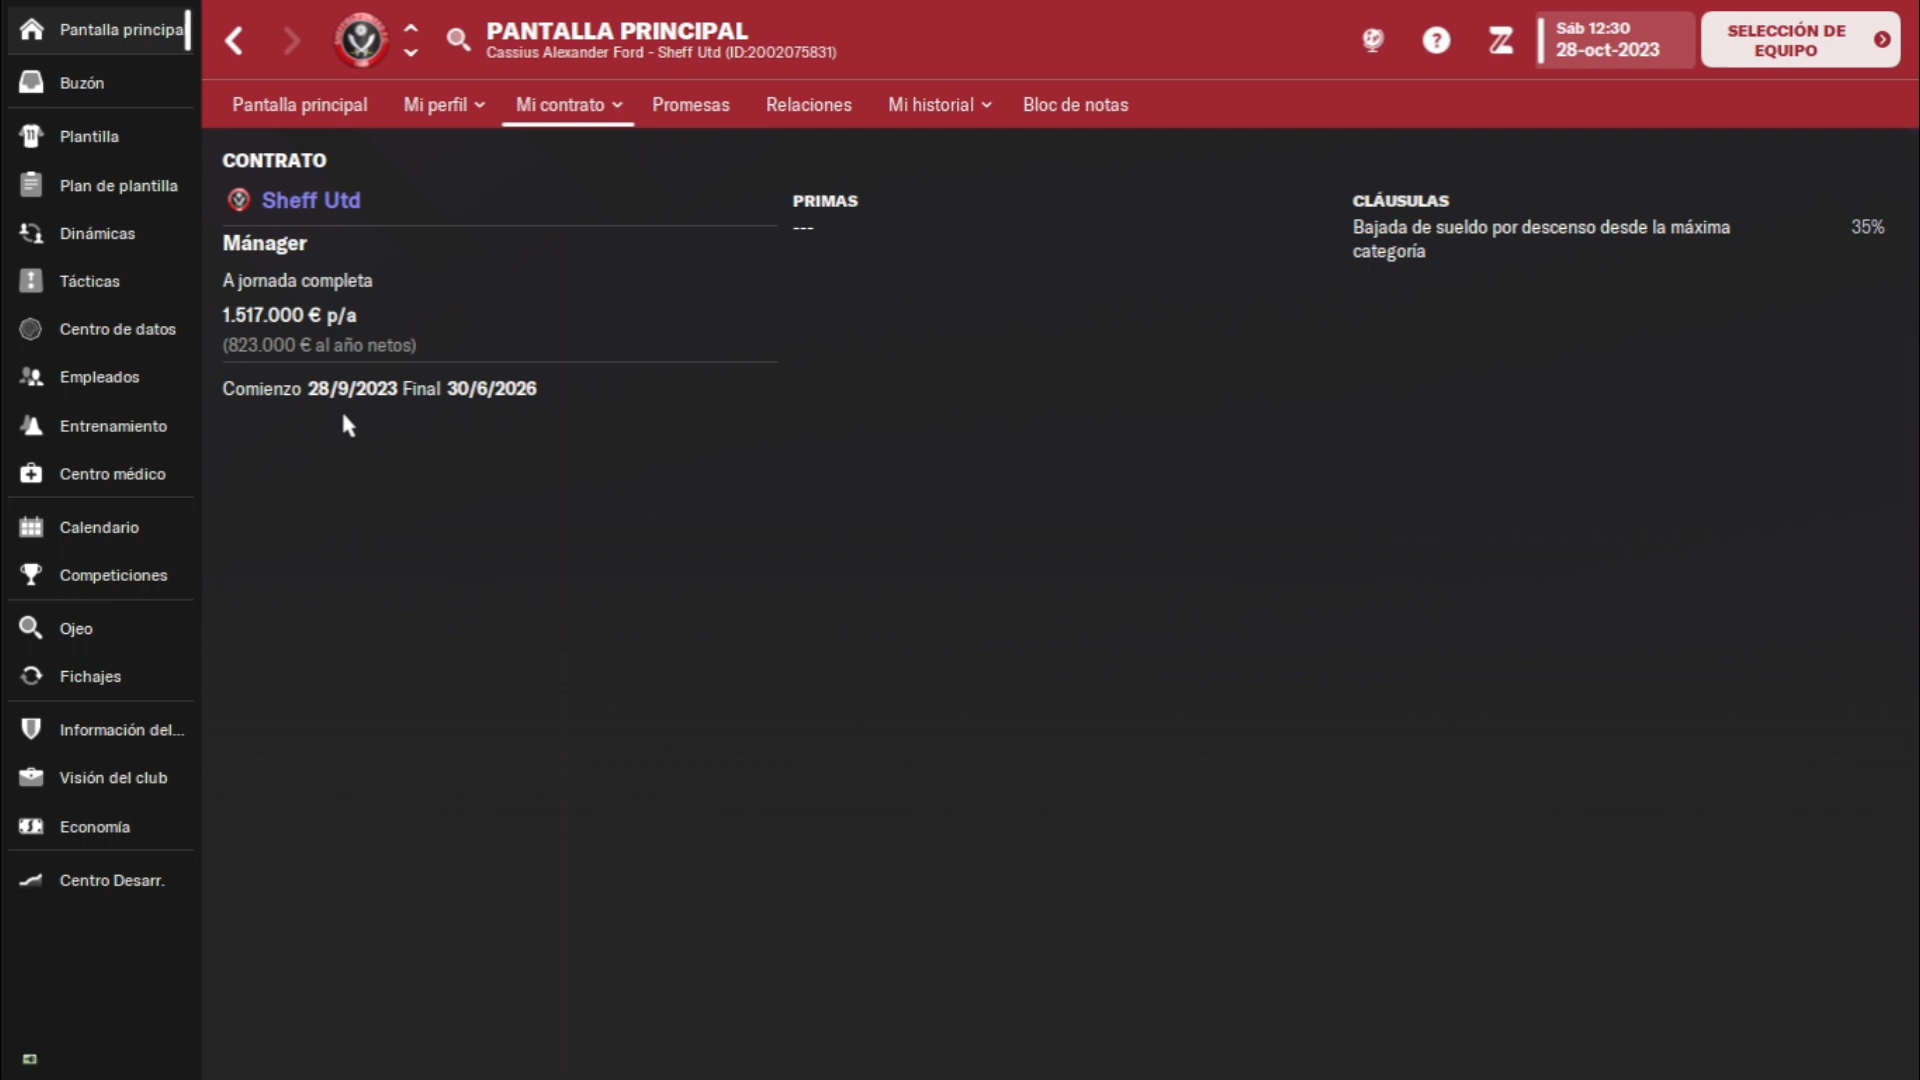 Pantalla principa
Buzón
Plantilla
Plan de plantilla
Dinámicas
Tácticas
Centro de datos
Empleados
Entrenamiento
Centro médico
Calendario
Competiciones
Ojeo
Fichajes
Información del...
Visión del club
Economía
Centro Desarr.
PANTALLA PRINCIPAL
Cassius Alexander Ford - Sheff Utd (ID:2002075831)
Sáb 12:30
28-oct-2023
SELECCIÓN DE
EQUIPO
Pantalla principal Mi perfil Mi contrato Promesas Relaciones Mi historial Bloc de notas
CONTRATO
Sheff Utd
Mánager
A jornada completa
1.517.000 € p/a
(823.000 € al año netos)
Comienzo 28/9/2023 Final 30/6/2026
PRIMAS
---
CLÁUSULAS
Bajada de sueldo por descenso desde la máxima 35%
categoría